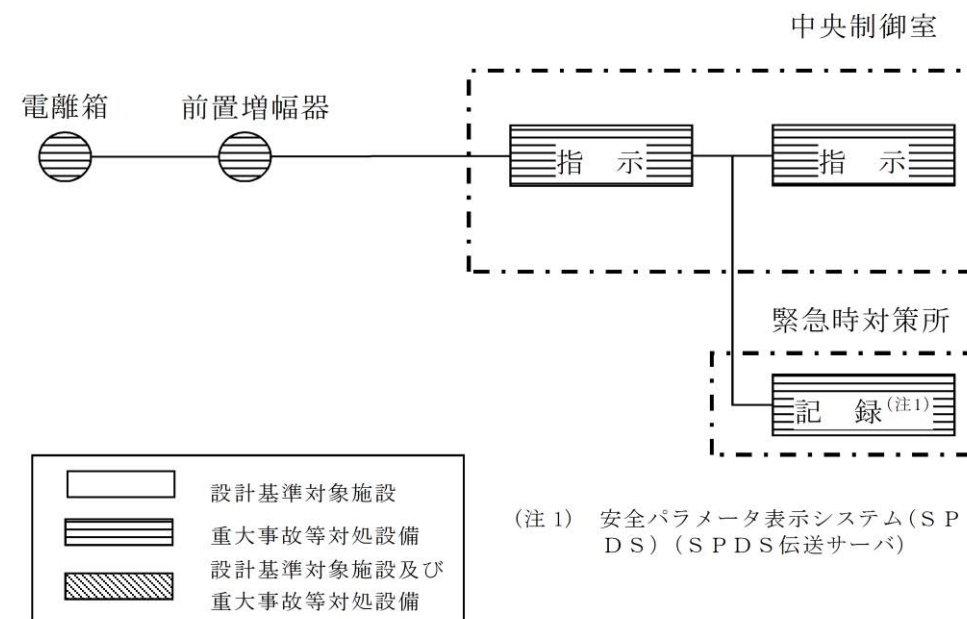 中央制御室
電離箱
前置増幅器
指 示
指 示
緊急時対策所
記 録(注1)
設計基準対象施設
重大事故等対処設備
設計基準対象施設及び
重大事故等対処設備
(注 1) 安全パラメータ表示システム(SP
DS)(SPDS伝送サーバ)